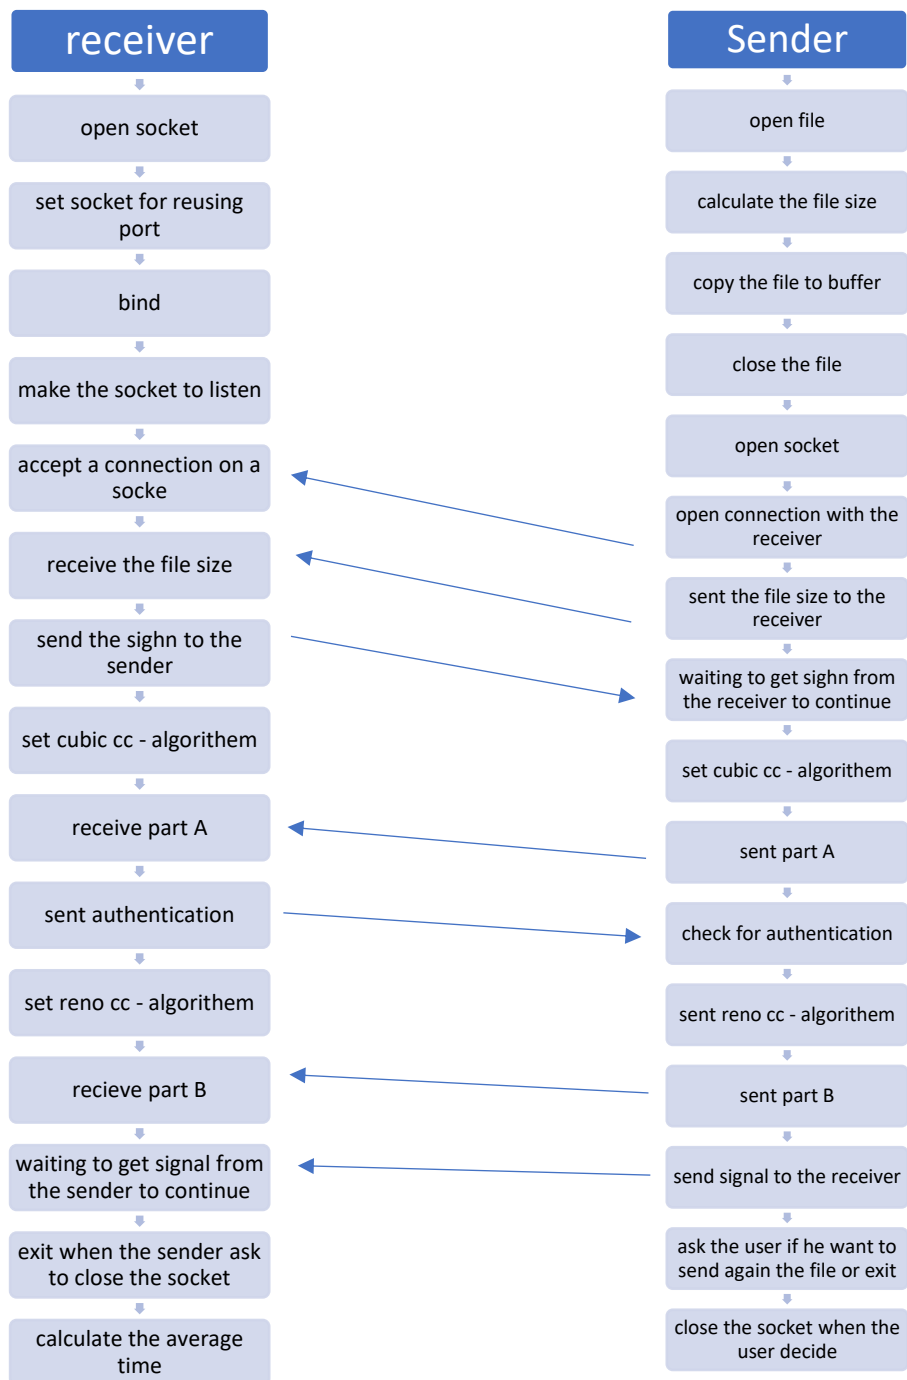 receiver
open socket
set socket for reusing
port
bind
make the socket to listen
accept a connection on a
socke
receive the file size
send the sighn to the
sender
set cubic cc - algorithem
receive part A
sent authentication
set reno cc - algorithem
recieve part B
waiting to get signal from
the sender to continue
exit when the sender ask
to close the socket
calculate the average
time
Sender
open file
calculate the file size
copy the file to buffer
close the file
open socket
open connection with the
receiver
sent the file size to the
receiver
waiting to get sighn from
the receiver to continue
set cubic cc - algorithem
sent part A
check for authentication
sent reno cc - algorithem
sent part B
send signal to the receiver
ask the user if he want to
send again the file or exit
close the socket when the
user decide